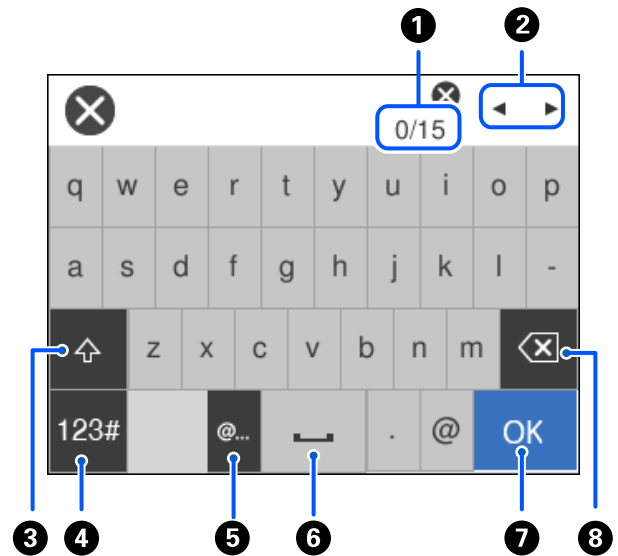 1 2
0/15
q w e r t y u i o p
a s d f g h j k l -
z x c v b n m
123# @... . @ OK
3 4 5 6 7 8